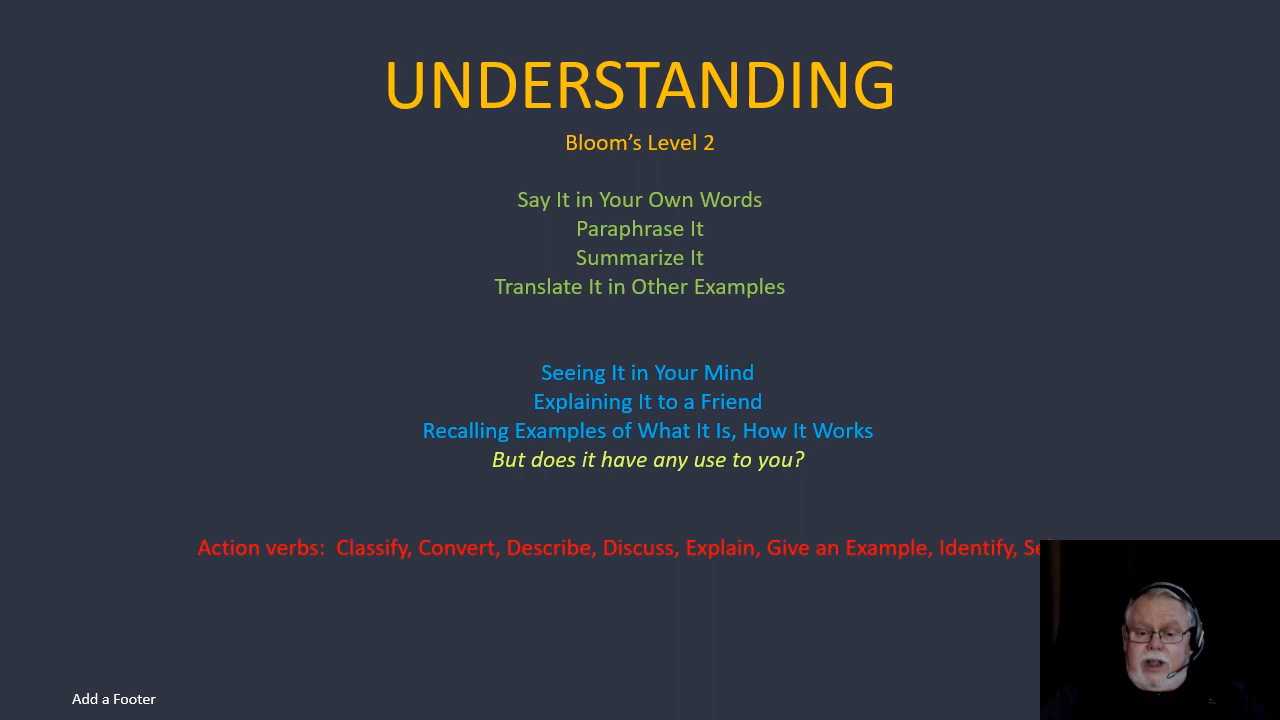 UNDERSTANDING
Bloom’s Level 2
Say It in Your Own Words
Paraphrase It
Summarize It
Translate It in Other Examples
Seeing It in Your Mind
Explaining It to a Friend
Recalling Examples of What It Is, How It Works
But does it have any use to you?
Action verbs:  Classify, Convert, Describe, Discuss, Explain, Give an Example, Identify,
Add a Footer